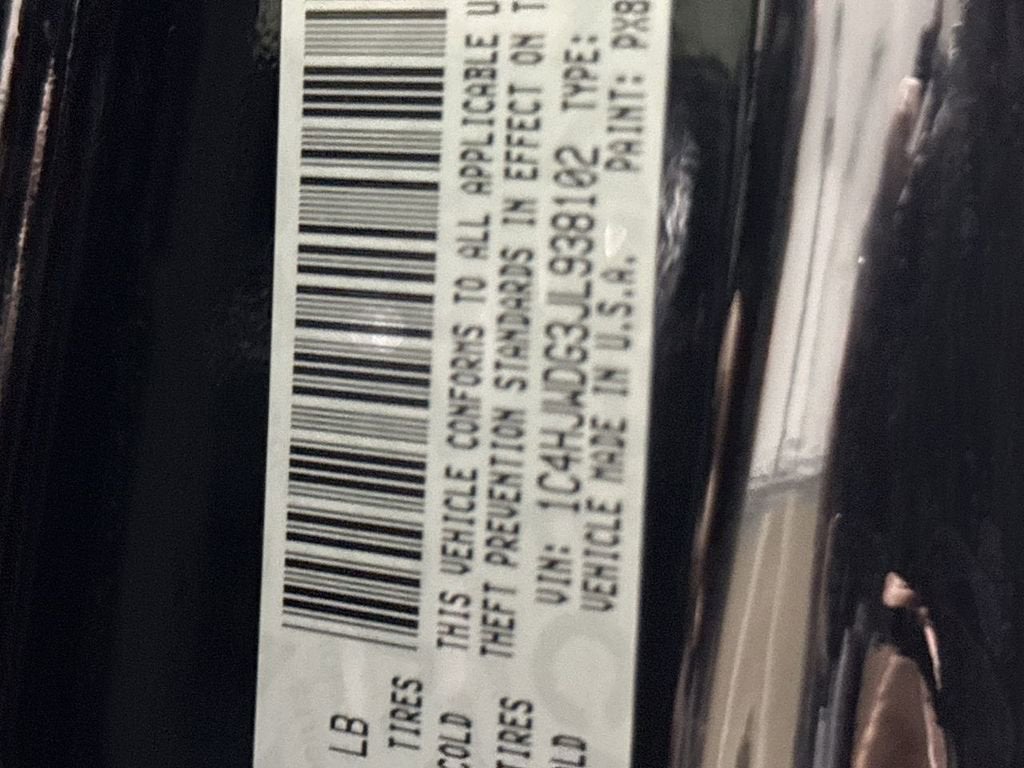 LB
TIRES
COLD THIS VEHICLE CONFORMS TO ALL APPLICABLE U
TIRES THEFT PREVENTION STANDARDS IN EFFECT ON T
VIN: 1C4HJWDG3JL938102 TYPE:
VEHICLE MADE IN U.S.A. PAINT: PX8